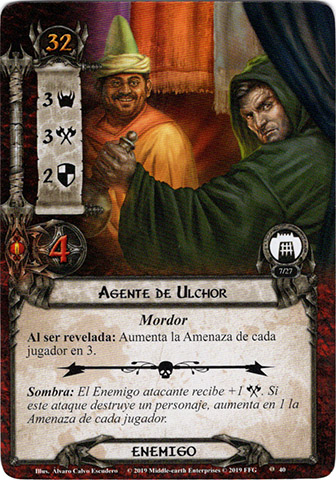 32
3
3
2
4
7/27
AGENTE DE ULCHOR
Mordor
Al ser revelada: Aumenta la Amenaza de cada
jugador en 3.
Sombra: El Enemigo atacante recibe +1 . Si
este ataque destruye un personaje, aumenta en 1 la
Amenaza de cada jugador.
ENEMIGO
Illus. Álvaro Calvo Escudero © 2019 Middle-earth Enterprises © 2019 FFG 40